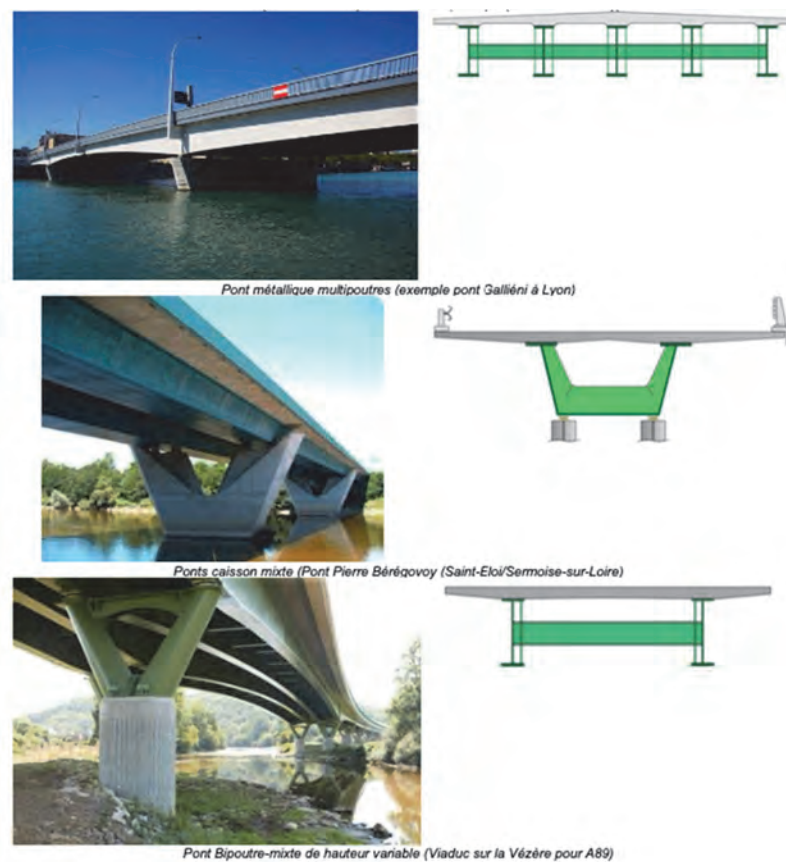 Pont métallique multipoutres (exemple pont Galliéni à Lyon)
Ponts caisson mixte (Pont Pierre Bérégovoy (Saint-Eloi/Sermoise-sur-Loire)
Pont Bipoutre-mixte de hauteur variable (Viaduc sur la Vézère pour A89)